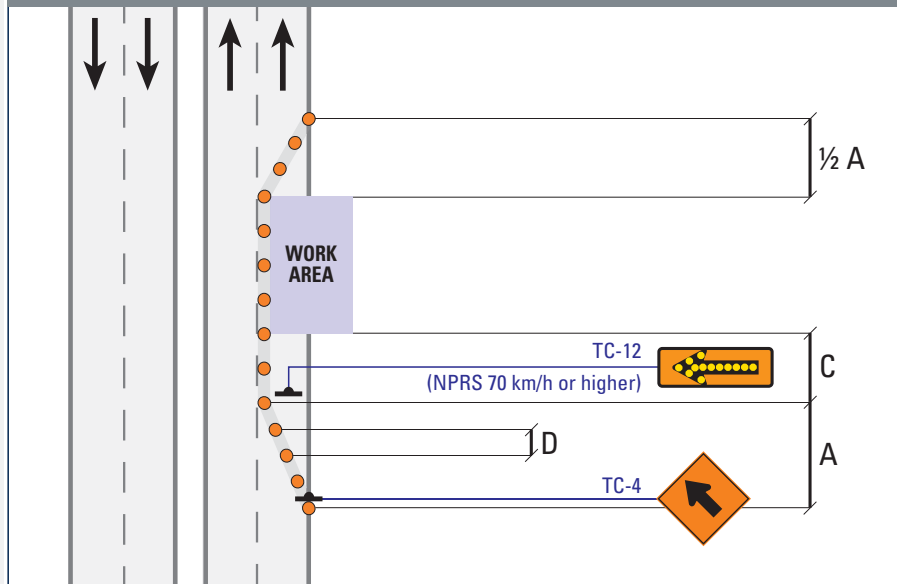 ½ A
WORK
AREA
TC-12
(NPRS 70 km/h or higher)
C
D
A
TC-4